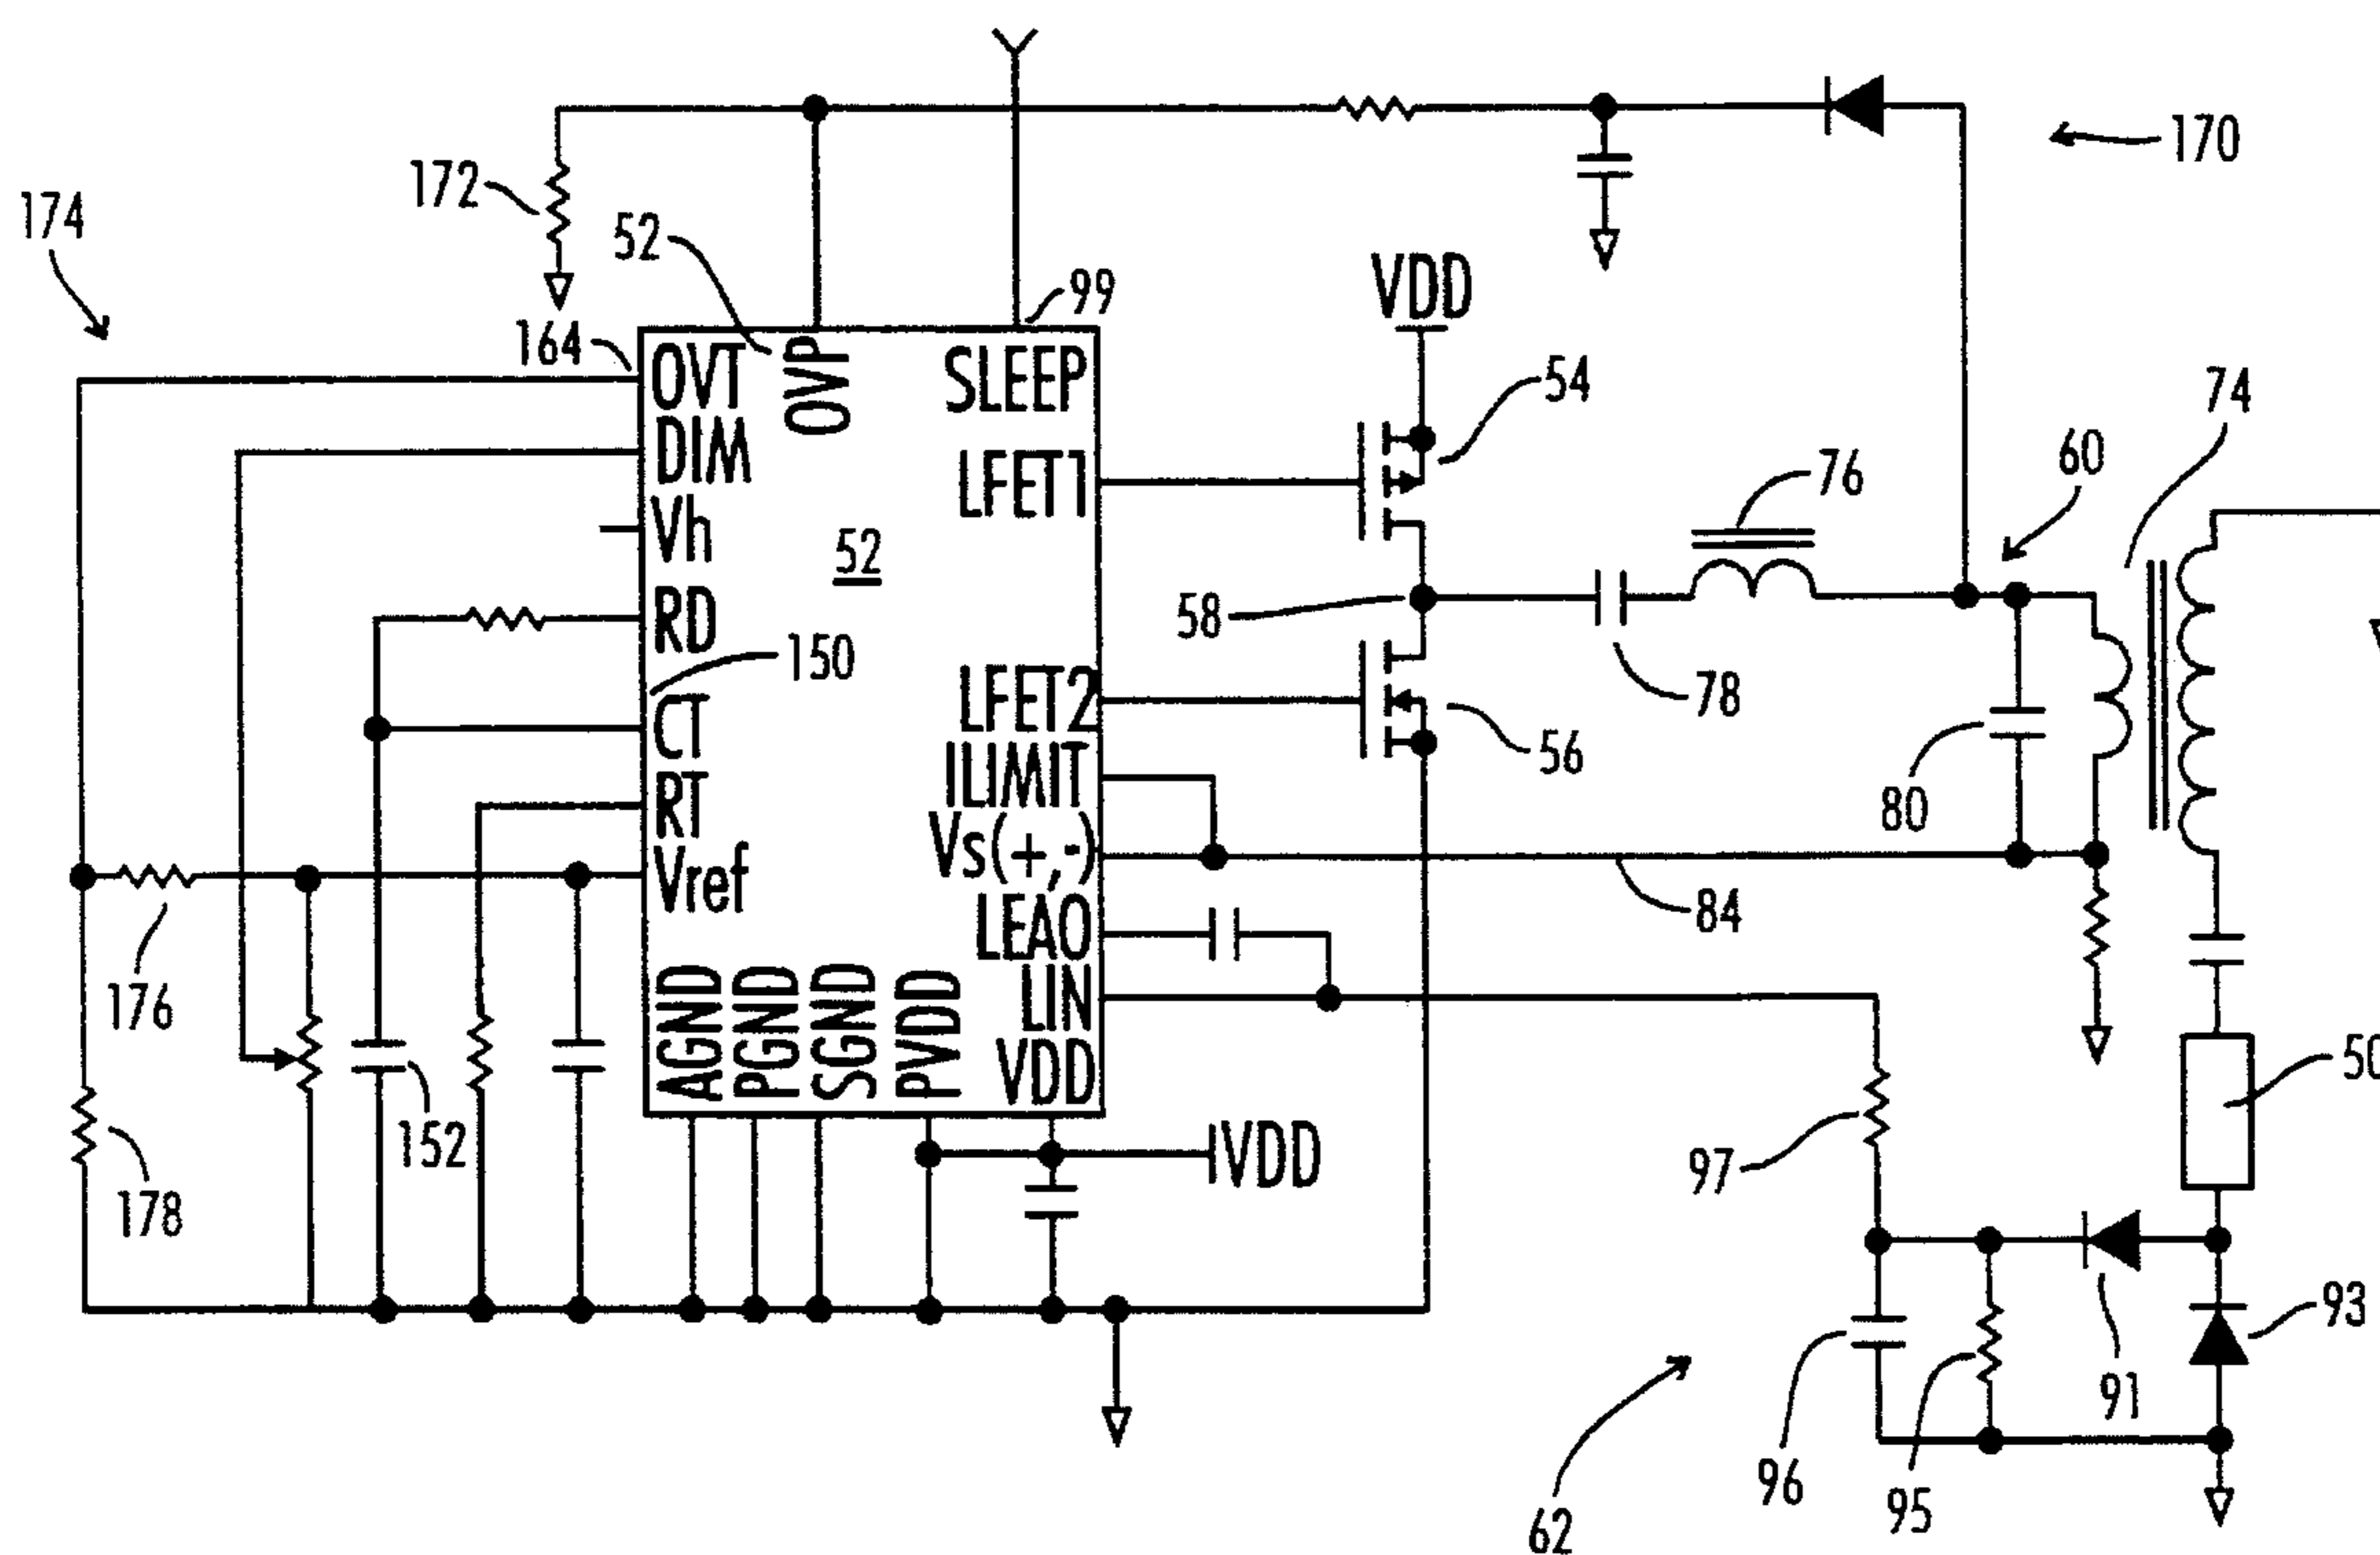 170
172
174
52
99
VDD
164
OVT
OVP
SLEEP
54
74
DIM
LFET1
76
60
Vh
52
58
RD
150
LFET2
78
CT
56
ILIMIT
80
RT
Vs(+,-)
Vref
84
LEAO
176
AGND
PGND
SGND
PVDD
LIN
VDD
50
152
VDD
97
178
93
91
96
95
62